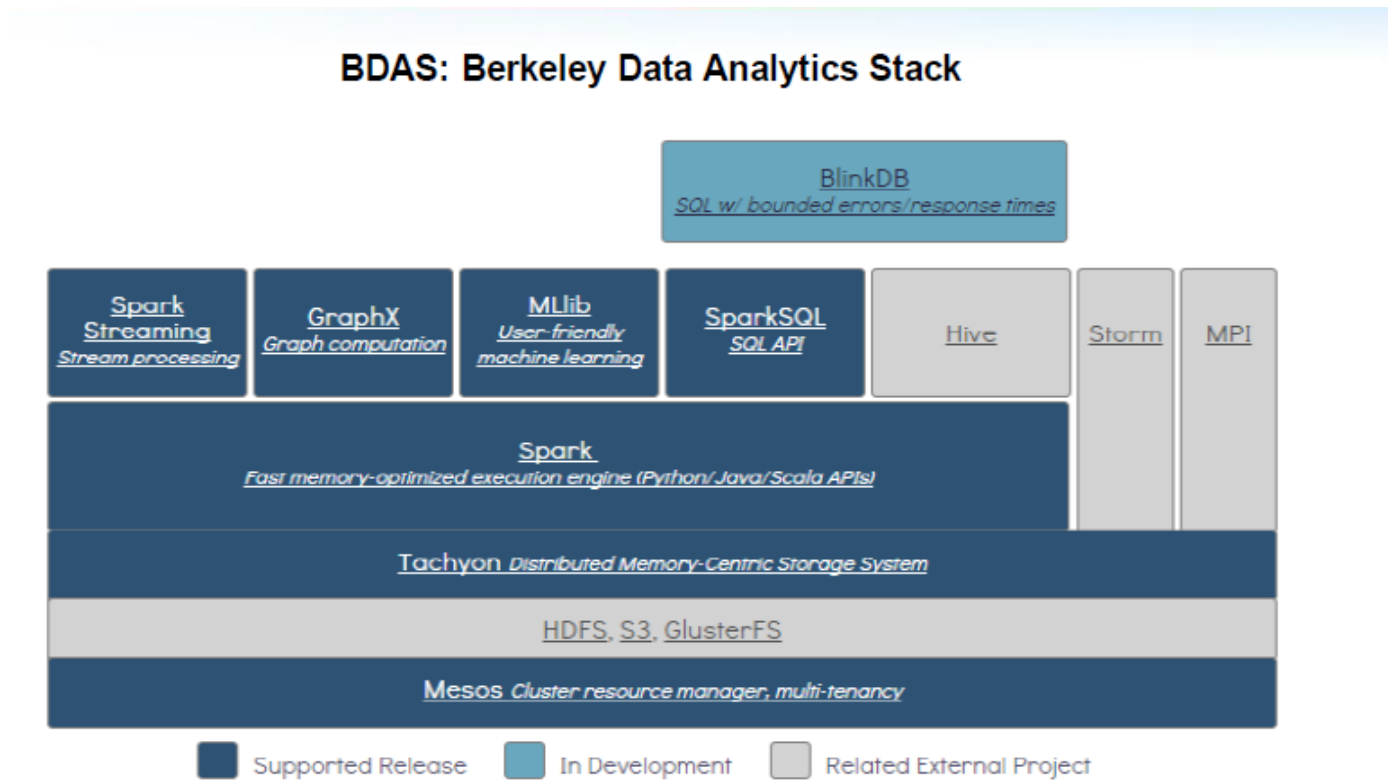 BDAS: Berkeley Data Analytics Stack
BlinkDB
SQL w/ bounded errors/response times
Spark
Streaming
Stream processing
GraphX
Graph computation
MLlib
User-friendly
machine learning
SparkSQL
SQL API
Hive
Storm
MPI
Spark
Fast memory-optimized execution engine (Python/Java/Scala APIs)
Tachyon Distributed Memory-Centric Storage System
HDFS, S3, GlusterFS
Mesos Cluster resource manager, multi-tenancy
Supported Release
In Development
Related External Project